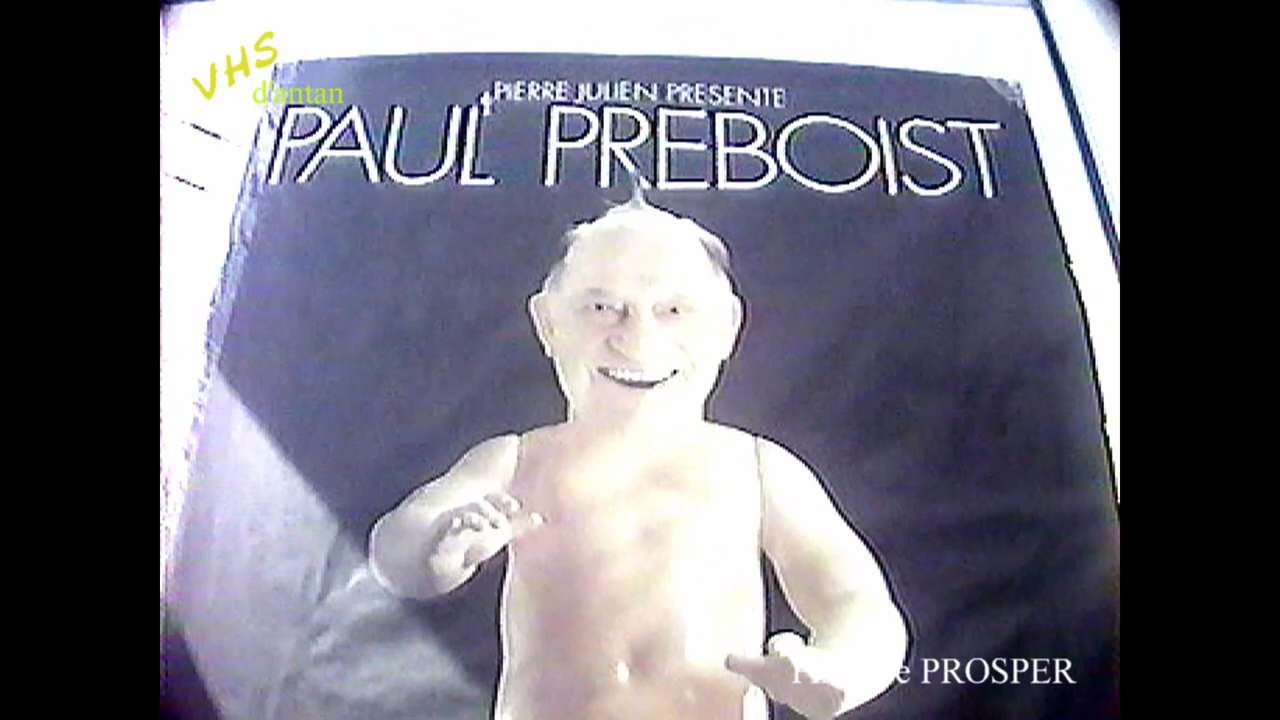 VHS
d'antan
PIERRE JULIEN PRESENTE
PAUL PREBOIST
PROSPER